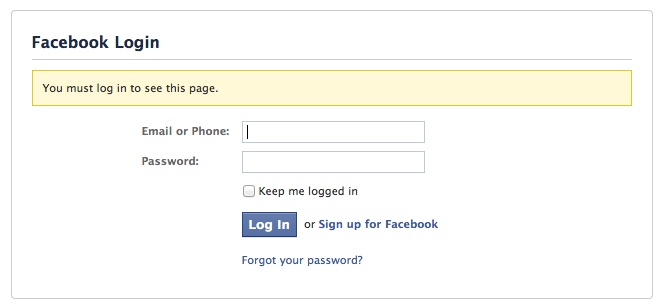 Facebook Login
You must log in to see this page.
Email or Phone:
Password:
Keep me logged in
Log In or Sign up for Facebook
Forgot your password?